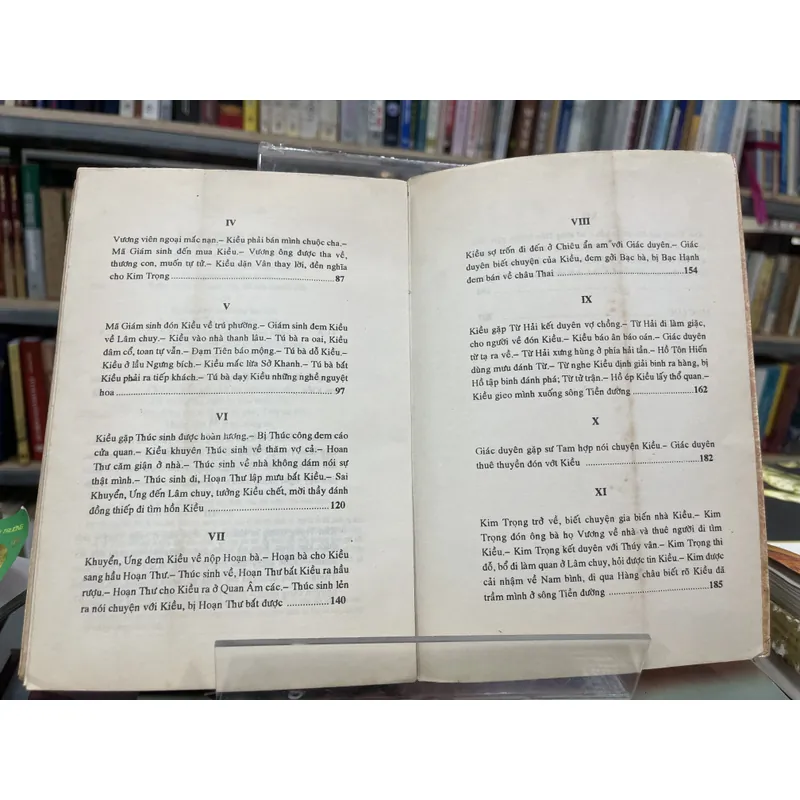 IV
Vương viên ngoại mắc nạn.– Kiều phải bán mình chuộc cha.–
Mã Giám sinh đến mua Kiều.– Vương ông được tha về,
thương con, muốn tự tử.– Kiều dặn Vân thay lời, đền nghĩa
cho Kim Trọng ........ 87
V
Mã Giám sinh đón Kiều về trú phường.– Giám sinh đem Kiều
về Lâm chuy.– Kiều vào nhà thanh lâu.– Tú bà ra oai, Kiều
đâm cổ, toan tự vẫn.– Đạm Tiên báo mộng.– Tú bà dỗ Kiều.–
Kiều ở lầu Ngưng bích.– Kiều mắc lừa Sở Khanh.– Tú bà bắt
Kiều phải ra tiếp khách.– Tú bà dạy Kiều những nghề nguyệt
hoa ........ 97
VI
Kiều gặp Thúc sinh được hoàn lương.– Bị Thúc công đem cáo
cửa quan.– Kiều khuyên Thúc sinh về thăm vợ cả.– Hoạn
Thư căm giận ở nhà.– Thúc sinh về nhà không dám nói sự
thật mình.– Thúc sinh đi, Hoạn Thư lập mưu bắt Kiều.– Sai
Khuyển, Ưng đến Lâm chuy, tưởng Kiều chết, mời thầy đánh
đồng thiếp đi tìm hồn Kiều ........ 120
VII
Khuyển, Ưng đem Kiều về nộp Hoạn bà.– Hoạn bà cho Kiều
sang hầu Hoạn Thư.– Thúc sinh về, Hoạn Thư bắt Kiều ra hầu
rượu.– Hoạn Thư cho Kiều ra ở Quan Âm các.– Thúc sinh lẻn
ra nói chuyện với Kiều, bị Hoạn Thư bắt được ........ 140
VIII
Kiều sợ trốn đi đến ở Chiêu ẩn am với Giác duyên.– Giác
duyên biết chuyện của Kiều, đem gởi Bạc bà, bị Bạc Hạnh
đem bán về châu Thai ........ 154
IX
Kiều gặp Từ Hải kết duyên vợ chồng.– Từ Hải đi làm giặc,
cho người về đón Kiều.– Kiều báo ân báo oán.– Giác duyên
từ tạ ra về.– Từ Hải xưng hùng ở phía hải tần.– Hồ Tôn Hiến
dùng mưu đánh Từ.– Từ nghe Kiều định giải binh ra hàng, bị
Hồ tập binh đánh phá; Từ tử trận.– Hồ ép Kiều lấy thổ quan.–
Kiều gieo mình xuống sông Tiền đường ........ 162
X
Giác duyên gặp sư Tam hợp nói chuyện Kiều.– Giác duyên
thuê thuyền đón vớt Kiều ........ 182
XI
Kim Trọng trở về, biết chuyện gia biến nhà Kiều.– Kim
Trọng đón ông bà họ Vương về nhà và thuê người đi tìm
Kiều.– Kim Trọng kết duyên với Thúy vân.– Kim Trọng thi
đỗ, bổ đi làm quan ở Lâm chuy, hỏi được tin Kiều.– Kim được
cải nhậm về Nam bình, đi qua Hàng châu biết rõ Kiều đã
trầm mình ở sông Tiền đường ........ 185